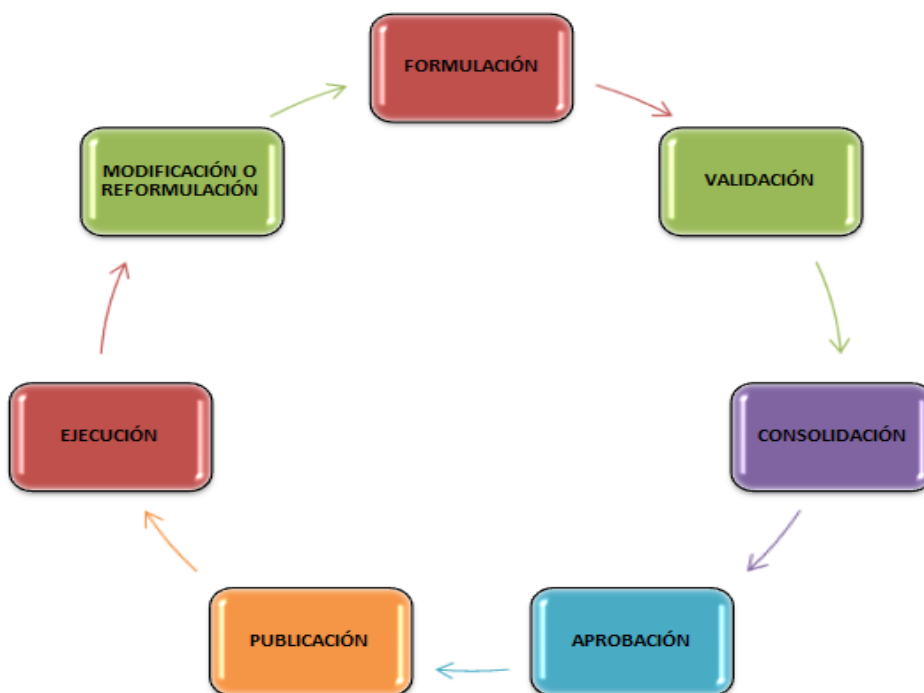 FORMULACIÓN
VALIDACIÓN
CONSOLIDACIÓN
APROBACIÓN
PUBLICACIÓN
EJECUCIÓN
MODIFICACIÓN O
REFORMULACIÓN